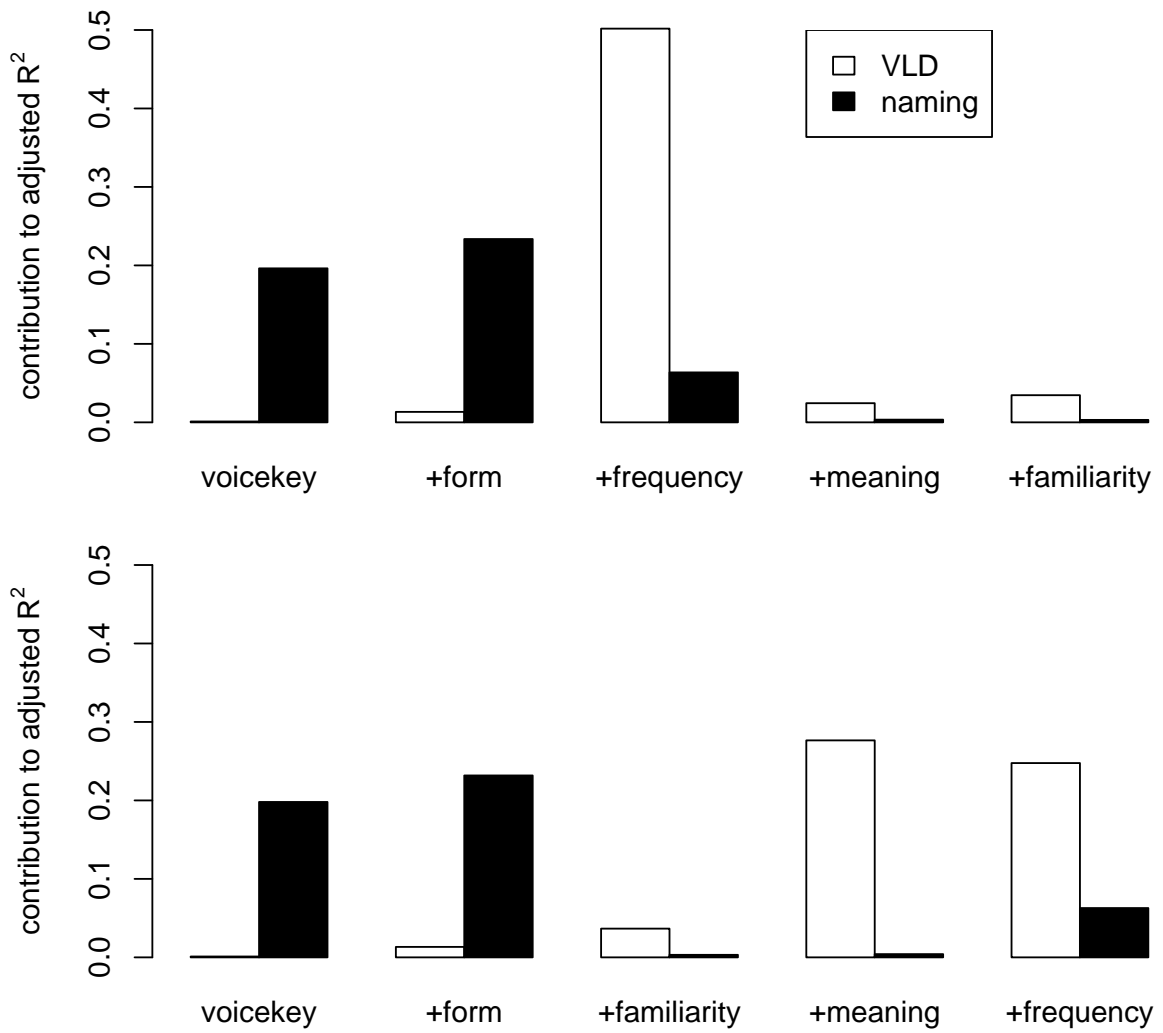 contribution to adjusted R²
0.0 0.1 0.2 0.3 0.4 0.5
VLD
naming
voicekey +form +frequency +meaning +familiarity
contribution to adjusted R²
0.0 0.1 0.2 0.3 0.4 0.5
voicekey +form +familiarity +meaning +frequency